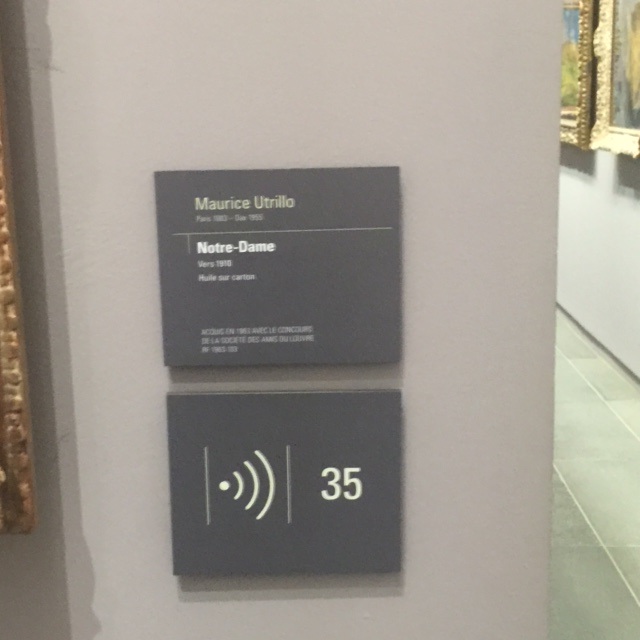 Maurice Utrillo
Paris 1883 - Dax 1955
Notre-Dame
Vers 1910
Huile sur carton
ACQUIS EN 1963 AVEC LE CONCOURS
DE LA SOCIÉTÉ DES AMIS DU LOUVRE
35